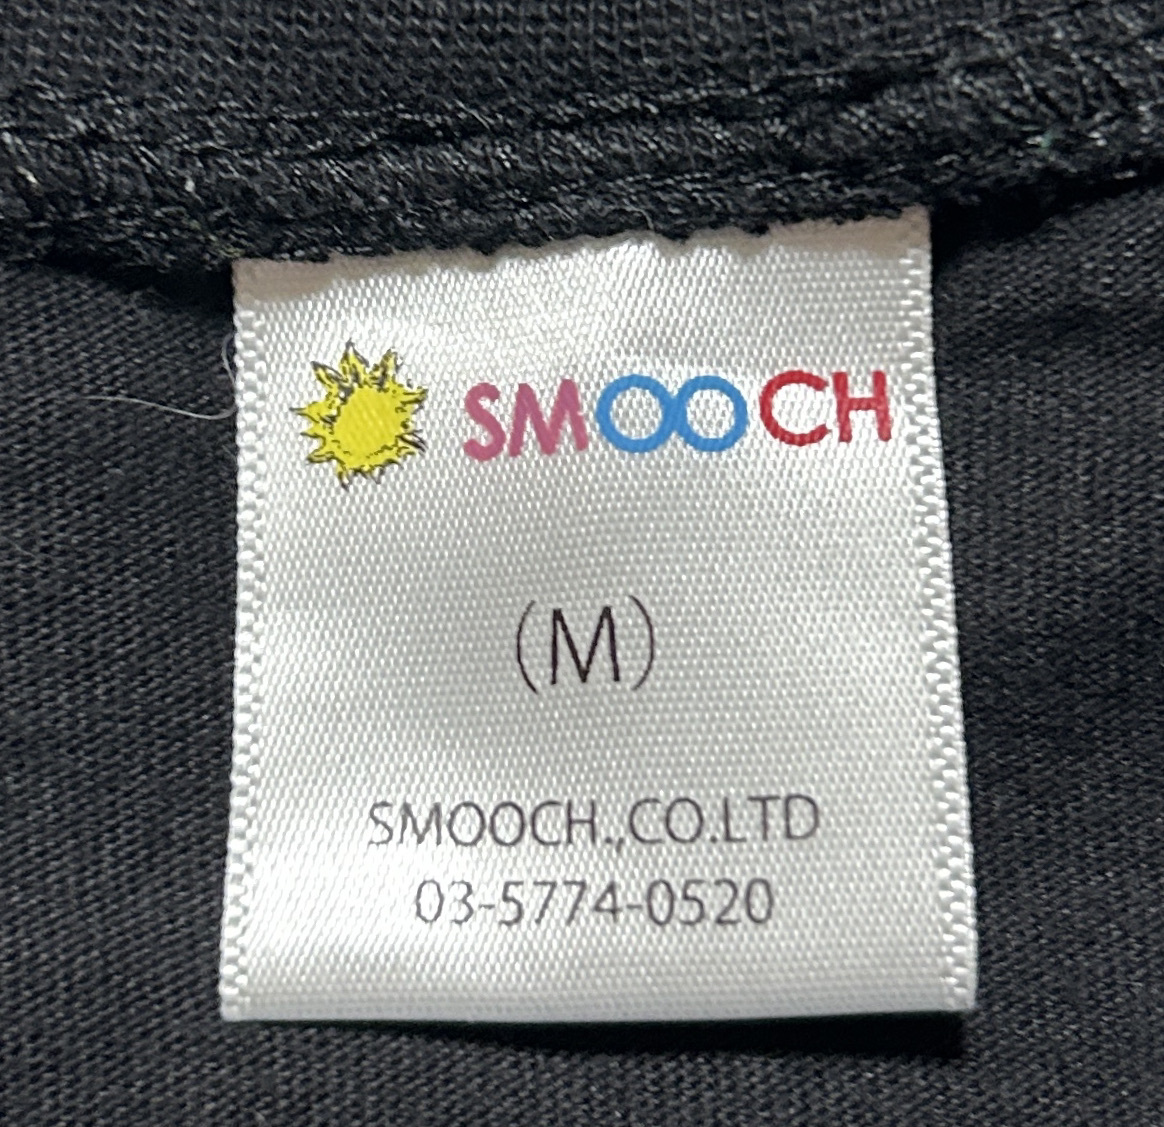 SMOOCH
(M)
SMOOCH.,CO.LTD
03-5774-0520